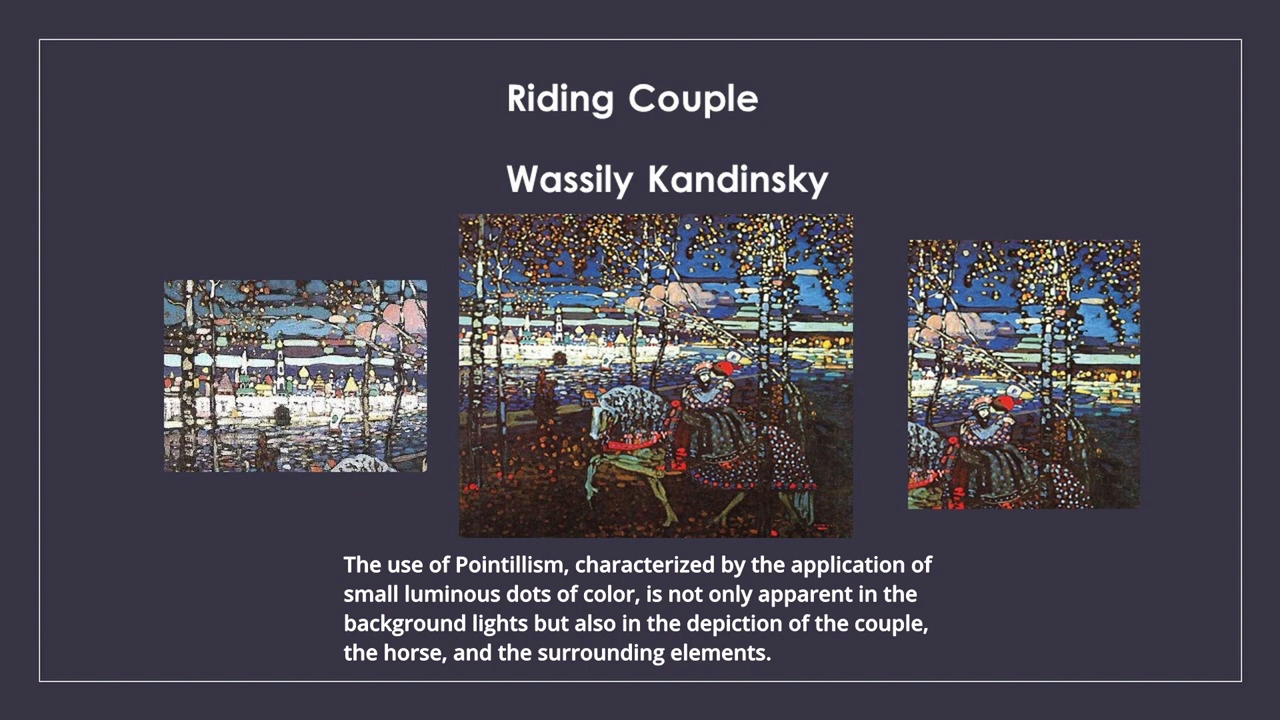 Riding Couple
Wassily Kandinsky
The use of Pointillism, characterized by the application of
small luminous dots of color, is not only apparent in the
background lights but also in the depiction of the couple,
the horse, and the surrounding elements.